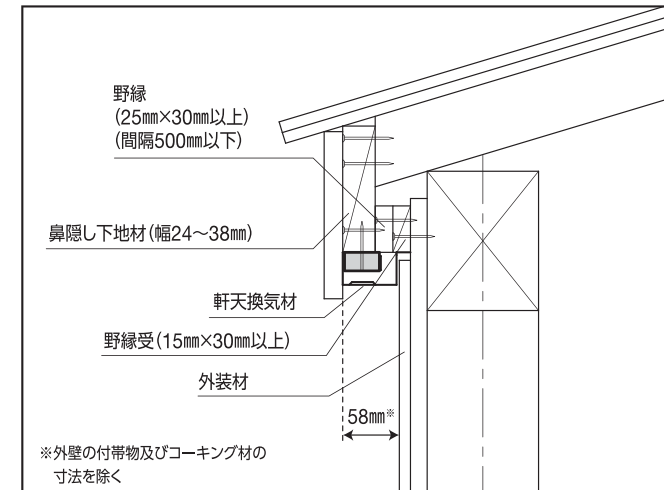 野縁
(25㎜×30㎜以上)
(間隔500㎜以下)
鼻隠し下地材(幅24～38㎜)
軒天換気材
野縁受(15㎜×30㎜以上)
外装材
58㎜※
※外壁の付帯物及びコーキング材の
寸法を除く